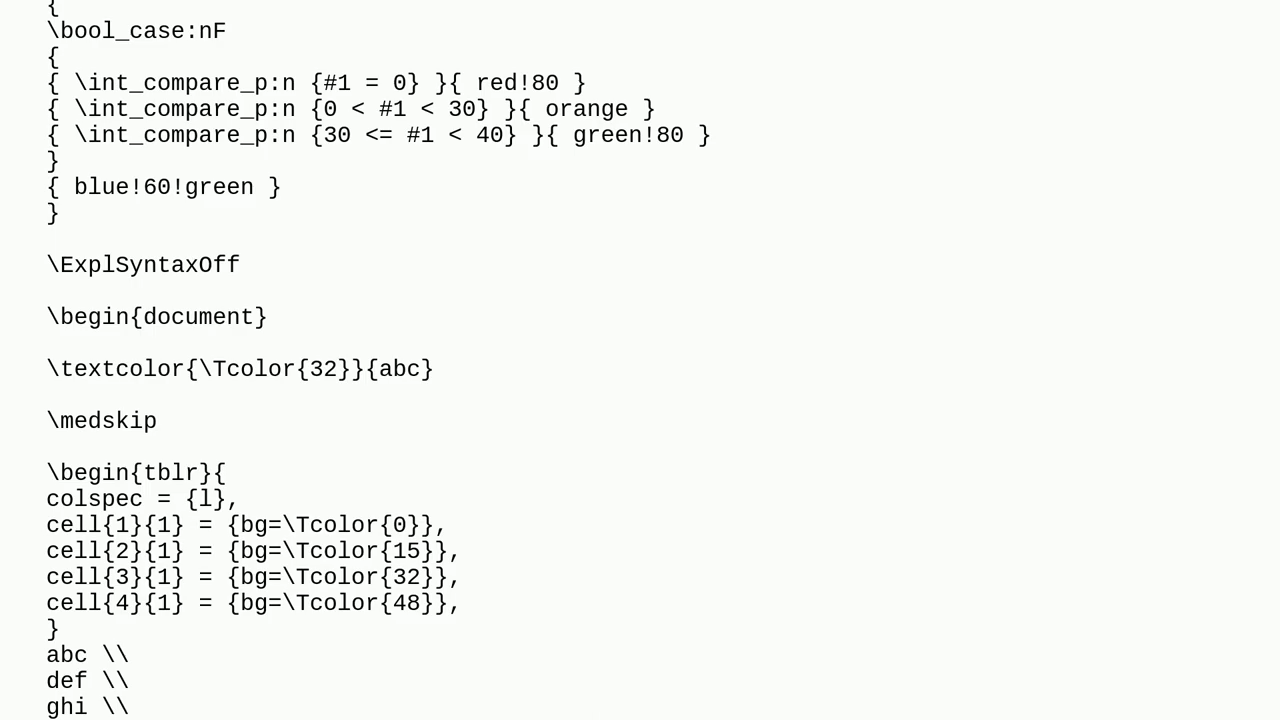 {
\bool_case:nF
{
{ \int_compare_p:n {#1 = 0} }{ red!80 }
{ \int_compare_p:n {0 < #1 < 30} }{ orange }
{ \int_compare_p:n {30 <= #1 < 40} }{ green!80 }
}
{ blue!60!green }
}
\ExplSyntaxOff
\begin{document}
\textcolor{\Tcolor{32}}{abc}
\medskip
\begin{tblr}{
colspec = {l},
cell{1}{1} = {bg=\Tcolor{0}},
cell{2}{1} = {bg=\Tcolor{15}},
cell{3}{1} = {bg=\Tcolor{32}},
cell{4}{1} = {bg=\Tcolor{48}},
}
abc \\
def \\
ghi \\